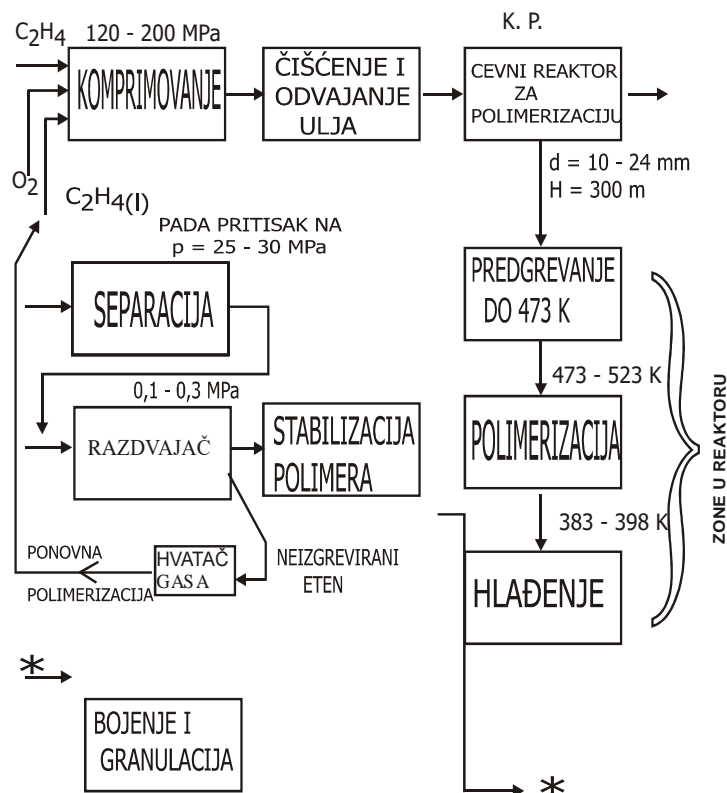 K. P.
C₂H₄
120 - 200 MPa
KOMPRIMOVANJE
ČIŠĆENJE I
ODVAJANJE
ULJA
CEVNI REAKTOR
ZA
POLIMERIZACIJU
O₂
C₂H₄(I)
d = 10 - 24 mm
H = 300 m
PADA PRITISAK NA
p = 25 - 30 MPa
SEPARACIJA
PREDGREVANJE
DO 473 K
0,1 - 0,3 MPa
473 - 523 K
RAZDVAJAČ
STABILIZACIJA
POLIMERA
POLIMERIZACIJA
ZONE U REAKTORU
383 - 398 K
PONOVNA
POLIMERIZACIJA
HVATAČ
GASA
NEIZGREVIRANI
ETEN
HLAĐENJE
*
BOJENJE I
GRANULACIJA
*